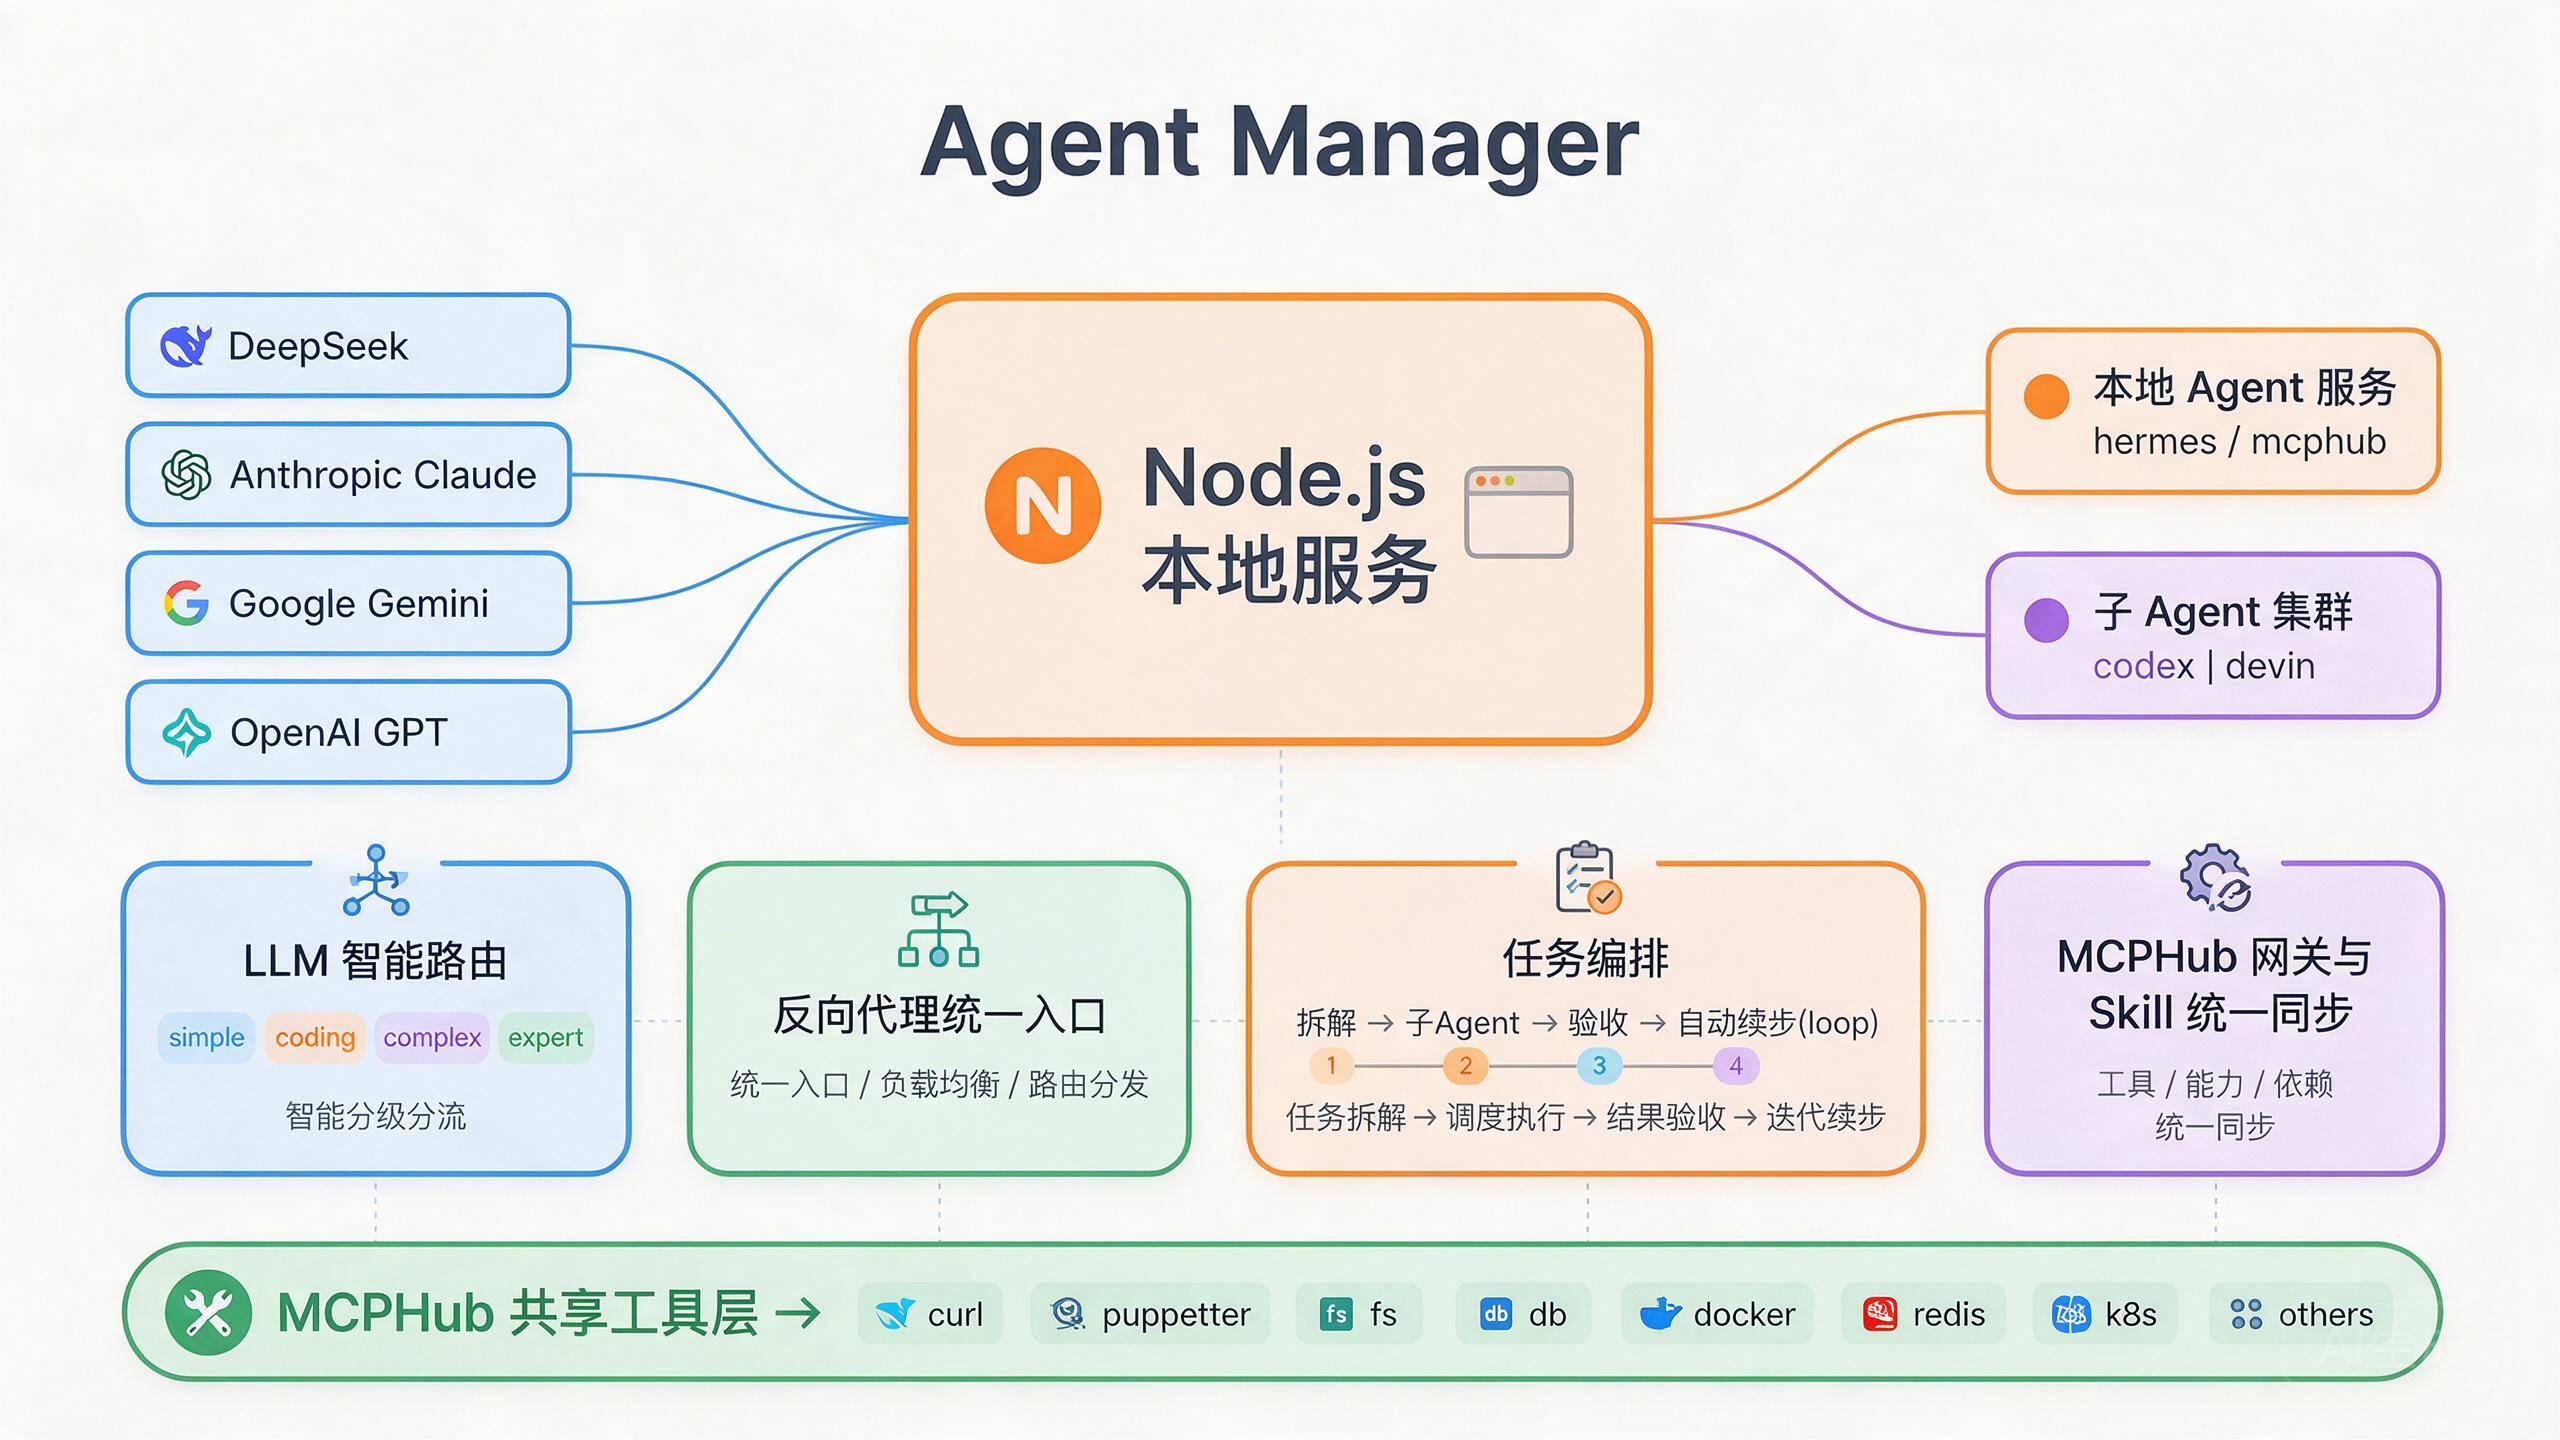 Agent Manager
DeepSeek
Anthropic Claude
Google Gemini
OpenAI GPT
N
Node.js
本地服务
本地 Agent 服务
hermes / mcphub
子 Agent 集群
codex | devin
LLM 智能路由
simple coding complex expert
智能分级分流
反向代理统一入口
统一入口 / 负载均衡 / 路由分发
任务编排
拆解 → 子Agent → 验收 → 自动续步(loop)
1 2 3 4
任务拆解 → 调度执行 → 结果验收 → 迭代续步
MCPHub 网关与
Skill 统一同步
工具 / 能力 / 依赖
统一同步
MCPHub 共享工具层 → curl puppetter fs fs db db docker redis k8s others